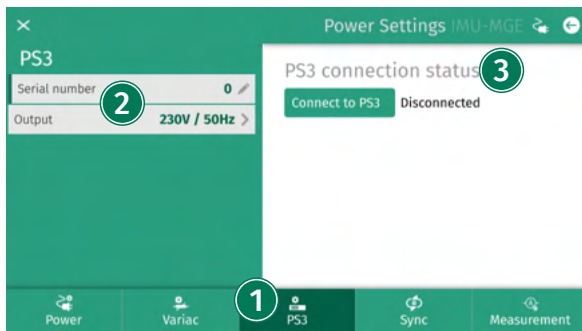 Power Settings IMU-MGE
PS3
Serial number 0
2
Output 230V / 50Hz
PS3 connection status
3
Connect to PS3 Disconnected
1
Power Variac PS3 Sync Measurement